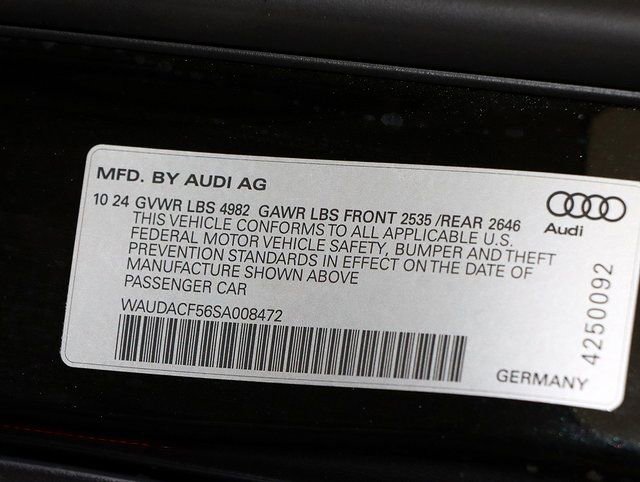 MFD. BY AUDI AG
10 24 GVWR LBS 4982 GAWR LBS FRONT 2535 /REAR 2646
THIS VEHICLE CONFORMS TO ALL APPLICABLE U.S.
FEDERAL MOTOR VEHICLE SAFETY, BUMPER AND THEFT
PREVENTION STANDARDS IN EFFECT ON THE DATE OF
MANUFACTURE SHOWN ABOVE
PASSENGER CAR
WAUDACF56SA008472
Audi
4250092
GERMANY